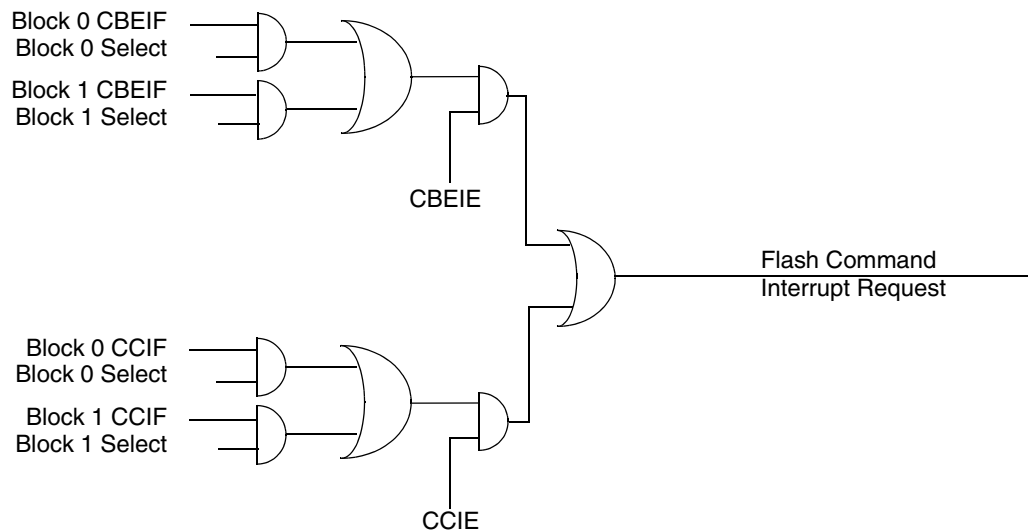 Block 0 CBEIF
Block 0 Select
Block 1 CBEIF
Block 1 Select
CBEIE
Flash Command
Interrupt Request
Block 0 CCIF
Block 0 Select
Block 1 CCIF
Block 1 Select
CCIE